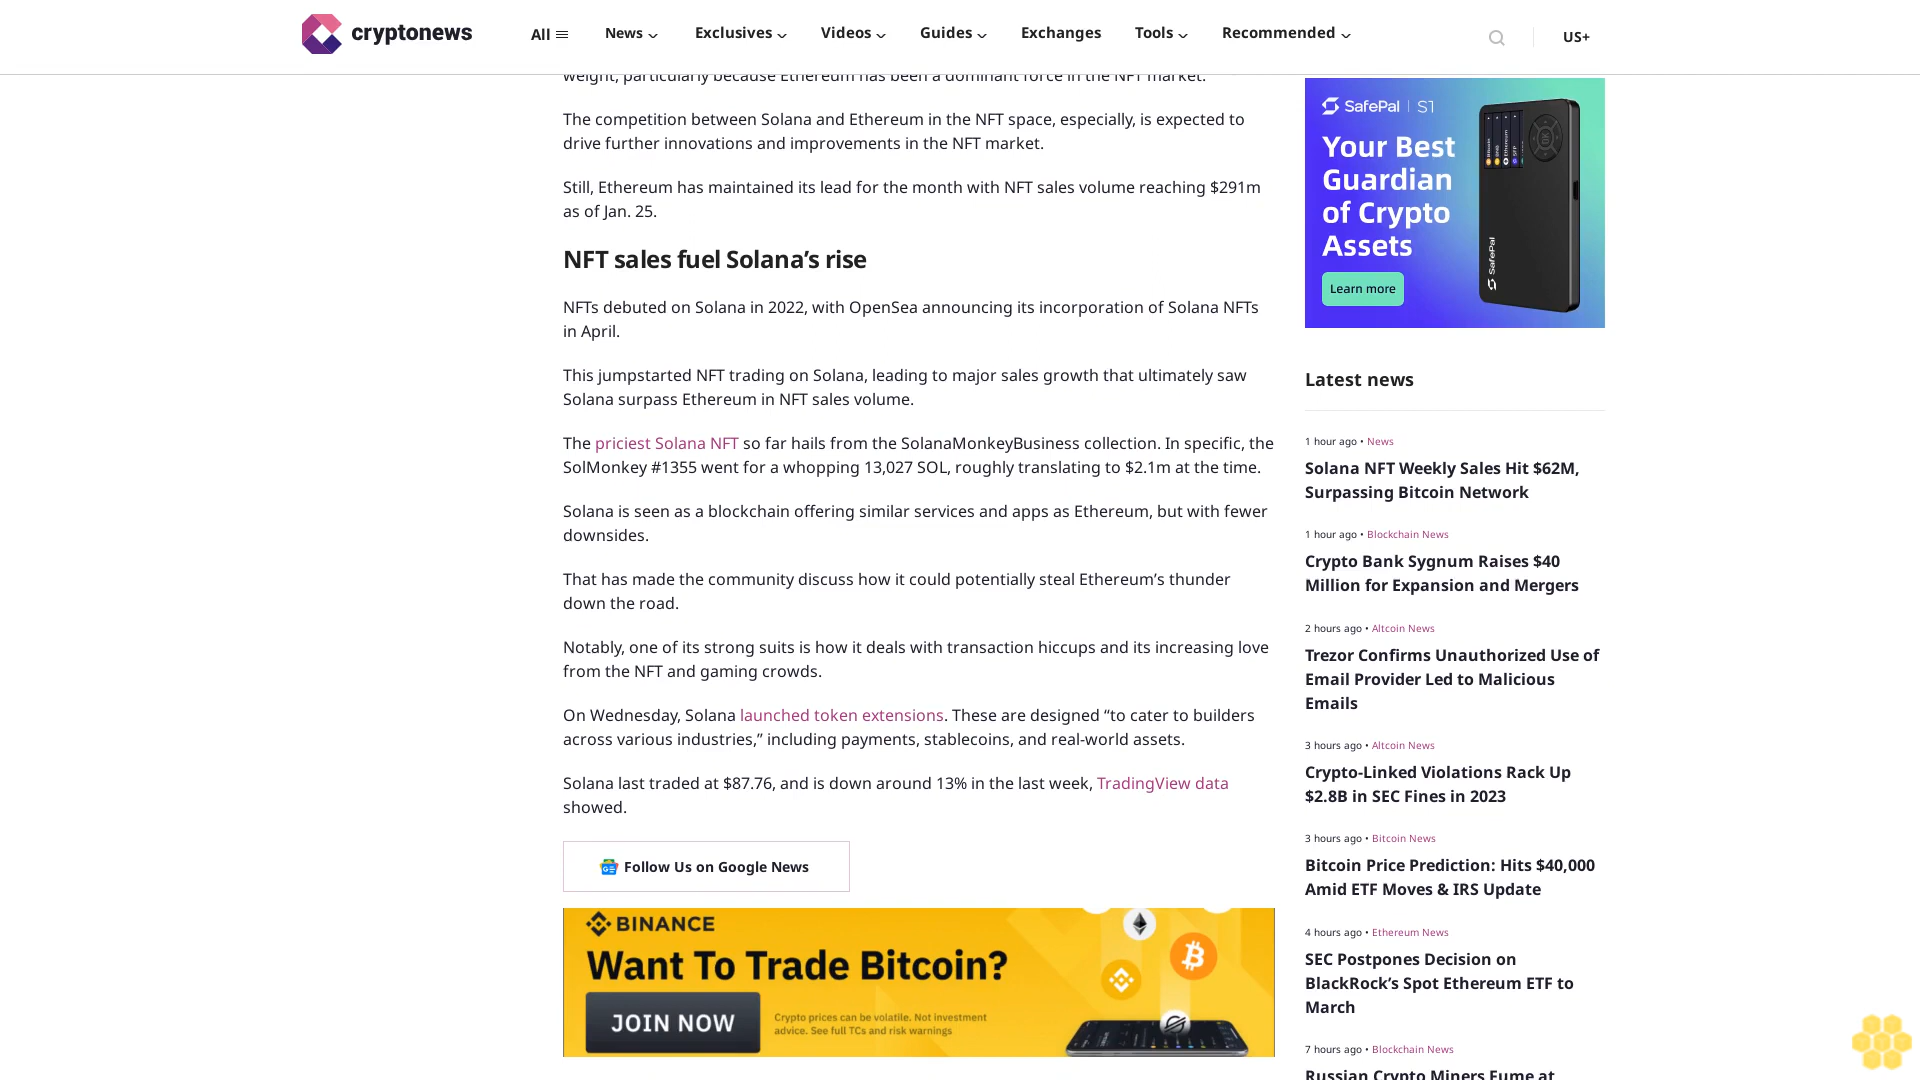 cryptonews
All
News
Exclusives
Videos
Guides
Exchanges
Tools
Recommended
US+
weight, particularly because Ethereum has been a dominant force in the NFT market.
The competition between Solana and Ethereum in the NFT space, especially, is expected to
drive further innovations and improvements in the NFT market.
Still, Ethereum has maintained its lead for the month with NFT sales volume reaching $291m
as of Jan. 25.
NFT sales fuel Solana’s rise
NFTs debuted on Solana in 2022, with OpenSea announcing its incorporation of Solana NFTs
in April.
This jumpstarted NFT trading on Solana, leading to major sales growth that ultimately saw
Solana surpass Ethereum in NFT sales volume.
The priciest Solana NFT so far hails from the SolanaMonkeyBusiness collection. In specific, the
SolMonkey #1355 went for a whopping 13,027 SOL, roughly translating to $2.1m at the time.
Solana is seen as a blockchain offering similar services and apps as Ethereum, but with fewer
downsides.
That has made the community discuss how it could potentially steal Ethereum’s thunder
down the road.
Notably, one of its strong suits is how it deals with transaction hiccups and its increasing love
from the NFT and gaming crowds.
On Wednesday, Solana launched token extensions. These are designed “to cater to builders
across various industries,” including payments, stablecoins, and real-world assets.
Solana last traded at $87.76, and is down around 13% in the last week, TradingView data
showed.
Follow Us on Google News
BINANCE
Want To Trade Bitcoin?
JOIN NOW
Crypto prices can be volatile. Not investment
advice. See full TCs and risk warnings
SafePal | S1
Your Best
Guardian
of Crypto
Assets
Learn more
SafePal
Latest news
1 hour ago • News
Solana NFT Weekly Sales Hit $62M,
Surpassing Bitcoin Network
1 hour ago • Blockchain News
Crypto Bank Sygnum Raises $40
Million for Expansion and Mergers
2 hours ago • Altcoin News
Trezor Confirms Unauthorized Use of
Email Provider Led to Malicious
Emails
3 hours ago • Altcoin News
Crypto-Linked Violations Rack Up
$2.8B in SEC Fines in 2023
3 hours ago • Bitcoin News
Bitcoin Price Prediction: Hits $40,000
Amid ETF Moves & IRS Update
4 hours ago • Ethereum News
SEC Postpones Decision on
BlackRock’s Spot Ethereum ETF to
March
7 hours ago • Blockchain News
Russian Crypto Miners Fume at